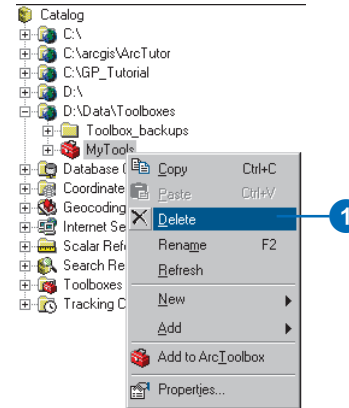 Catalog
C:\
C:\arcgis\ArcTutor
C:\GP_Tutorial
D:\
D:\Data\Toolboxes
Toolbox_backups
MyTools
Database
Coordinate
Geocoding
Internet Se
Scalar Ref
Search Re
Toolboxes
Tracking C
Copy Ctrl+C
Paste Ctrl+V
Delete
1
Rename F2
Refresh
New
Add
Add to ArcToolbox
Properties...